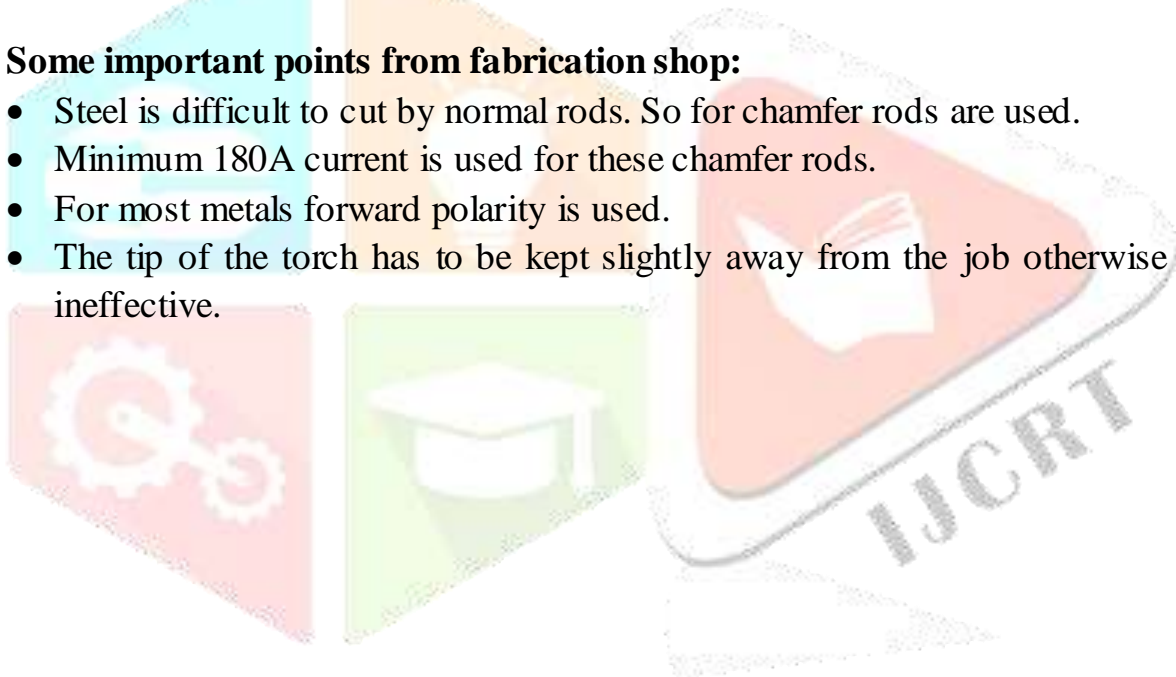 Some important points from fabrication shop:
• Steel is difficult to cut by normal rods. So for chamfer rods are used.
• Minimum 180A current is used for these chamfer rods.
• For most metals forward polarity is used.
• The tip of the torch has to be kept slightly away from the job otherwise
ineffective.
IJCRT